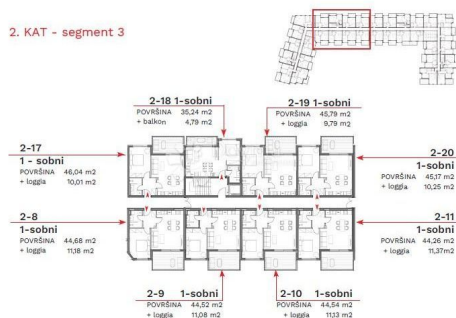 2. KAT - segment 3
2-18 1-sobni
POVRŠINA 35,24 m2
+ balkon 4,79 m2
2-19 1-sobni
POVRŠINA 45,79 m2
+ loggia 9,79 m2
2-17
1 - sobni
POVRŠINA 46,04 m2
+ loggia 10,01 m2
2-20
1-sobni
POVRŠINA 45,17 m2
+ loggia 10,25 m2
2-8
1-sobni
POVRŠINA 44,68 m2
+ loggia 11,18 m2
2-11
1-sobni
POVRŠINA 44,26 m2
+ loggia 11,37m2
2-9 1-sobni
POVRŠINA 44,52 m2
+ loggia 11,08 m2
2-10 1-sobni
POVRŠINA 44,54 m2
+ loggia 11,13 m2